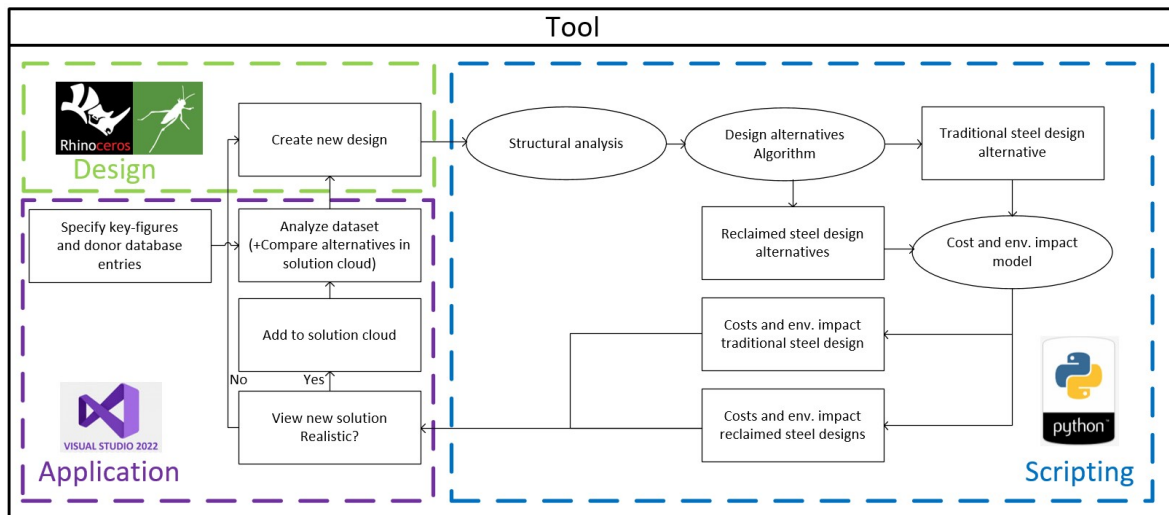 Tool
Rhinoceros
Design
Create new design
Structural analysis
Design alternatives
Algorithm
Traditional steel design
alternative
Specify key-figures
and donor database
entries
Analyze dataset
(+Compare alternatives in
solution cloud)
Reclaimed steel design
alternatives
Cost and env. impact
model
Add to solution cloud
Costs and env. impact
traditional steel design
No
Yes
View new solution
Realistic?
Costs and env. impact
reclaimed steel designs
VISUAL STUDIO 2022
Application
python
Scripting